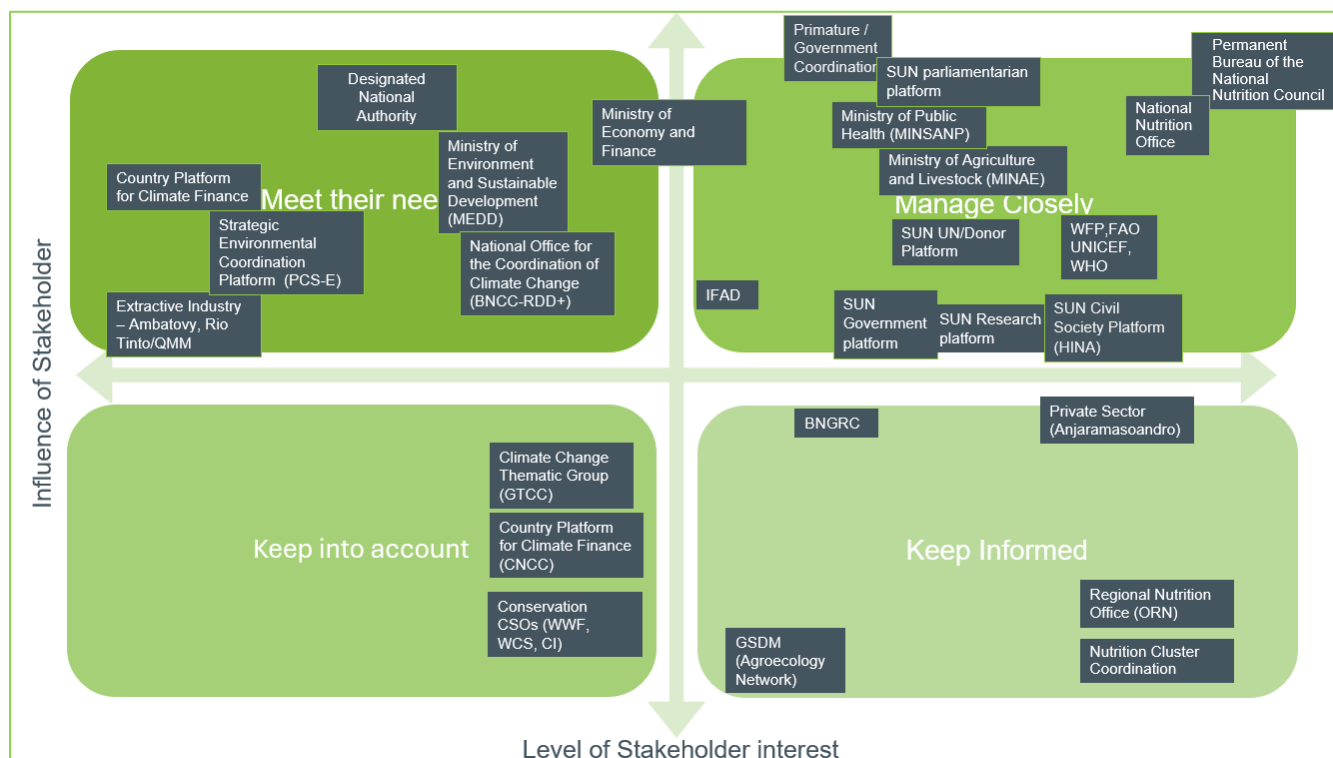 Influence of Stakeholder
Designated
National
Authority
Country Platform
for Climate Finance
Meet their nee
Ministry of
Environment
and Sustainable
Development
(MEDD)
Strategic
Environmental
Coordination
Platform (PCS-E)
National Office for
the Coordination of
Climate Change
(BNCC-RDD+)
Extractive Industry
– Ambatovy, Rio
Tinto/QMM
Ministry of
Economy and
Finance
Primature /
Government
Coordination
SUN parliamentarian
platform
Permanent
Bureau of the
National
Nutrition Council
National
Nutrition
Office
Ministry of Public
Health (MINSANP)
Ministry of Agriculture
and Livestock (MINAE)
Manage Closely
SUN UN/Donor
Platform
WFP,FAO
UNICEF,
WHO
IFAD
SUN
Government
platform
SUN Research
platform
SUN Civil
Society Platform
(HINA)
Climate Change
Thematic Group
(GTCC)
Keep into account
Country Platform
for Climate Finance
(CNCC)
Conservation
CSOs (WWF,
WCS, CI)
BNGRC
Private Sector
(Anjaramasoandro)
Keep Informed
Regional Nutrition
Office (ORN)
GSDM
(Agroecology
Network)
Nutrition Cluster
Coordination
Level of Stakeholder interest